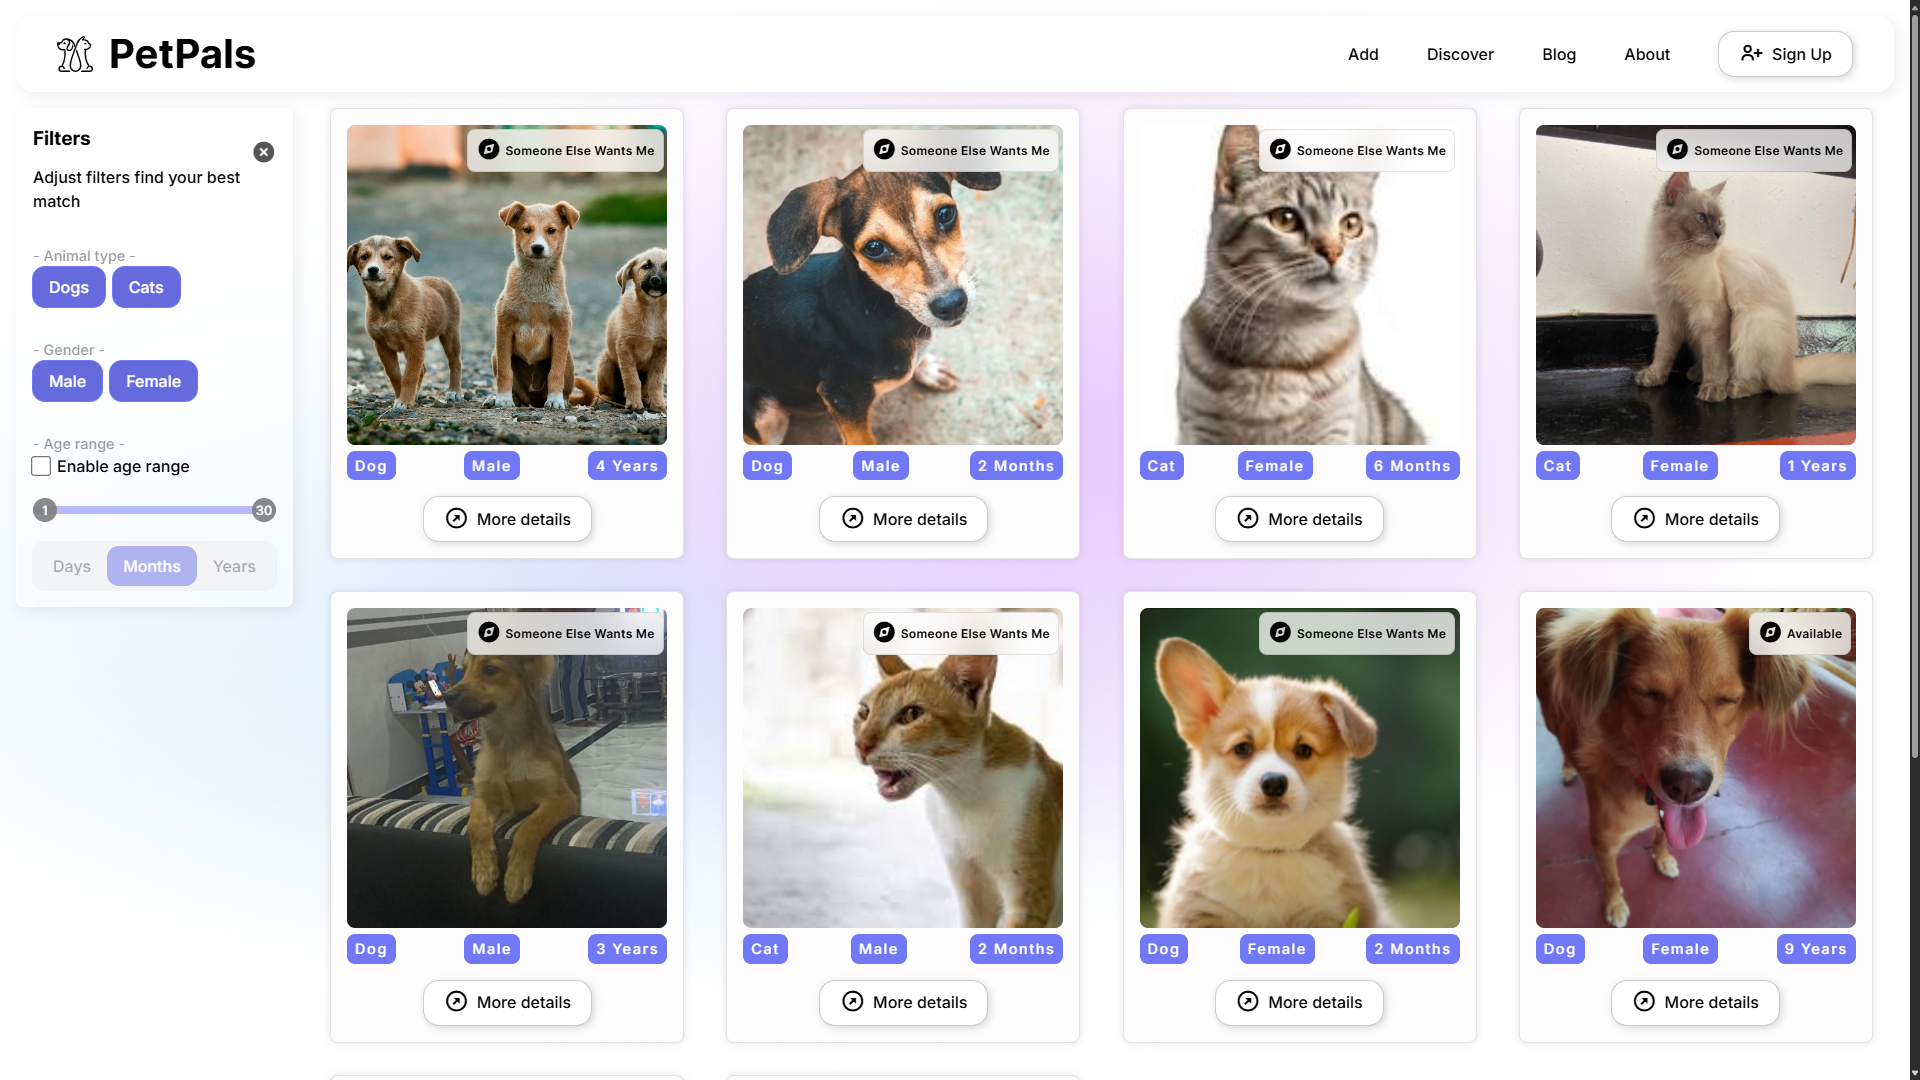 PetPals
Add
Discover
Blog
About
Sign Up
Filters
Adjust filters find your best
match
- Animal type -
Dogs
Cats
- Gender -
Male
Female
- Age range -
Enable age range
1
30
Days
Months
Years
Someone Else Wants Me
Dog
Male
4 Years
More details
Someone Else Wants Me
Dog
Male
2 Months
More details
Someone Else Wants Me
Cat
Female
6 Months
More details
Someone Else Wants Me
Cat
Female
1 Years
More details
Someone Else Wants Me
Dog
Male
3 Years
More details
Someone Else Wants Me
Cat
Male
2 Months
More details
Someone Else Wants Me
Dog
Female
2 Months
More details
Available
Dog
Female
9 Years
More details